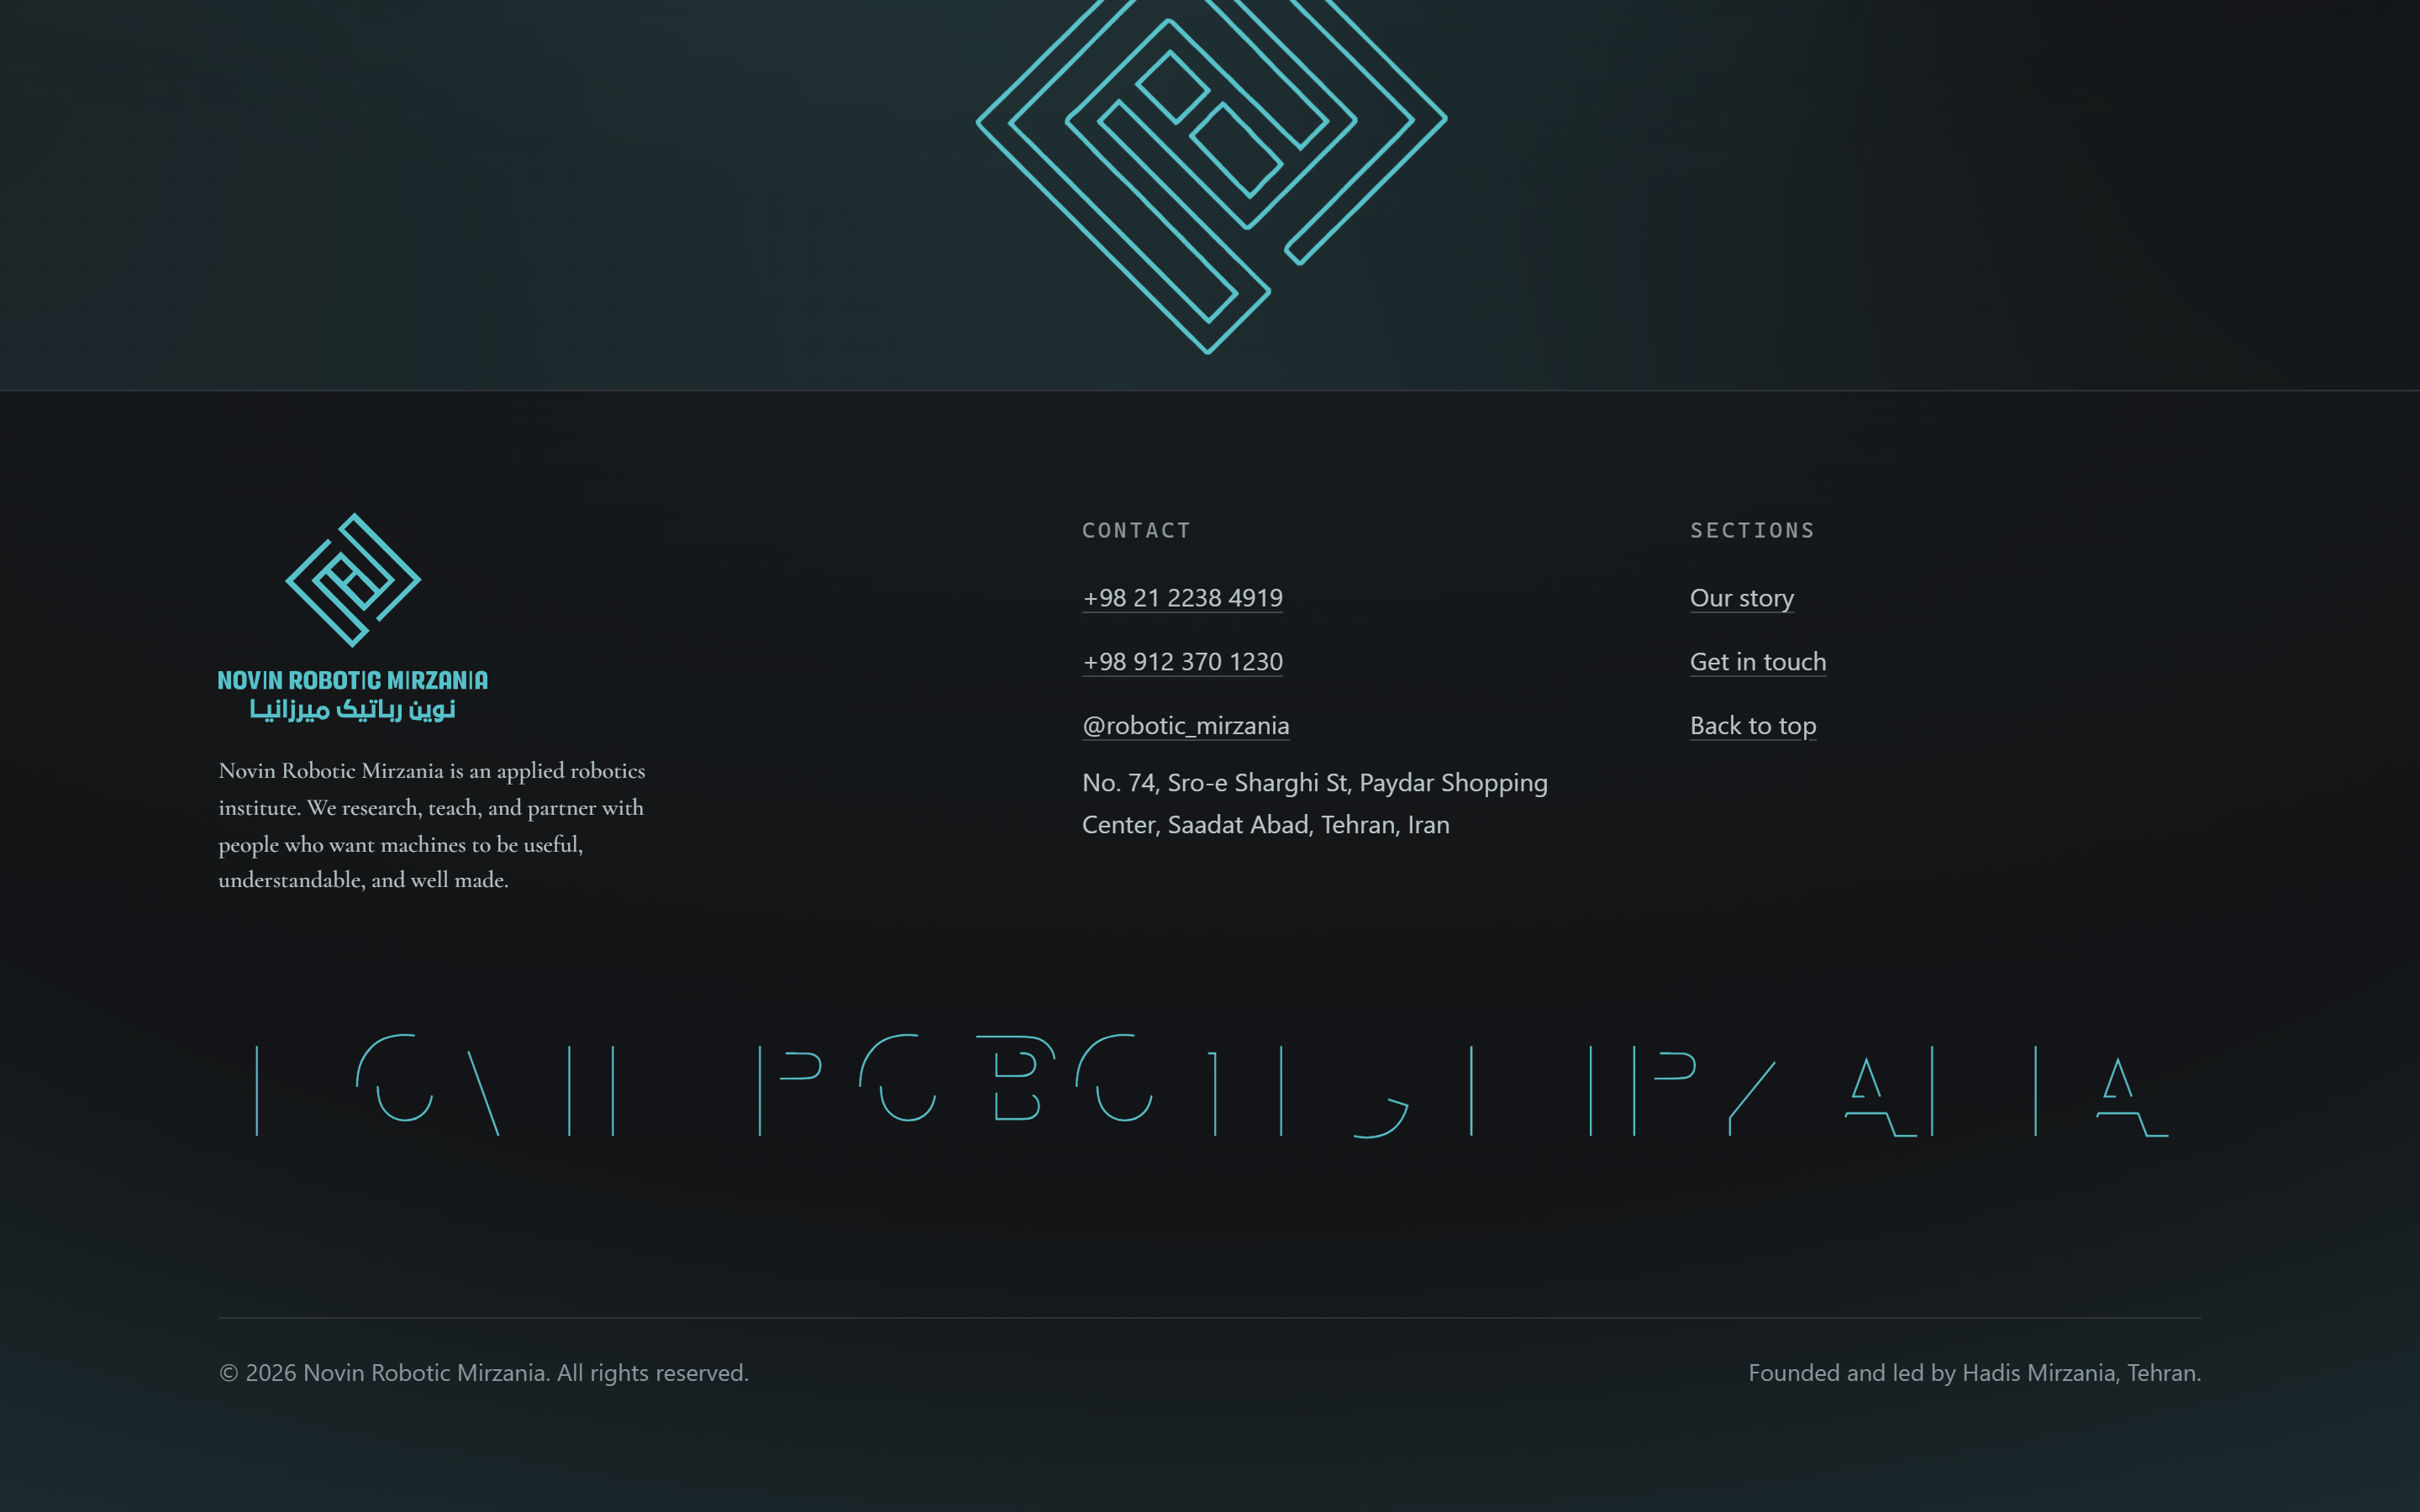 NOVIN ROBOTIC MIRZANIA
نوین رباتیک میرزانیا
Novin Robotic Mirzania is an applied robotics
institute. We research, teach, and partner with
people who want machines to be useful,
understandable, and well made.
CONTACT
+98 21 2238 4919
+98 912 370 1230
@robotic_mirzania
No. 74, Sro-e Sharghi St, Paydar Shopping
Center, Saadat Abad, Tehran, Iran
SECTIONS
Our story
Get in touch
Back to top
NOVIN ROBOTIC MIRZANIA
© 2026 Novin Robotic Mirzania. All rights reserved.
Founded and led by Hadis Mirzania, Tehran.